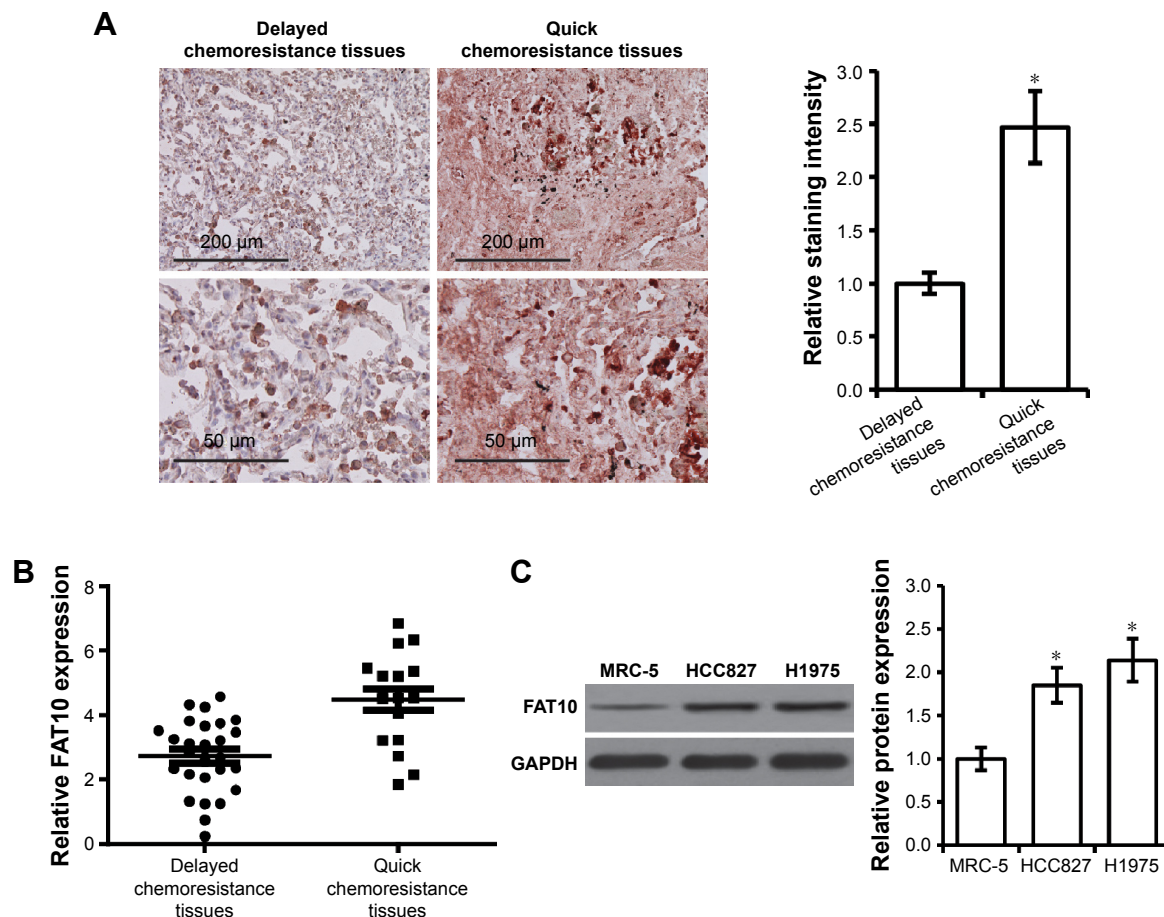 A
Delayed
chemoresistance tissues
Quick
chemoresistance tissues
200 µm
200 µm
50 µm
50 µm
Relative staining intensity
3.0
2.5
2.0
1.5
1.0
0.5
0.0
*
Delayed
chemoresistance
tissues
Quick
chemoresistance
tissues
B
Relative FAT10 expression
8
6
4
2
0
Delayed
chemoresistance
tissues
Quick
chemoresistance
tissues
C
MRC-5 HCC827 H1975
FAT10
GAPDH
Relative protein expression
3.0
2.5
2.0
1.5
1.0
0.5
0.0
*
*
MRC-5 HCC827 H1975